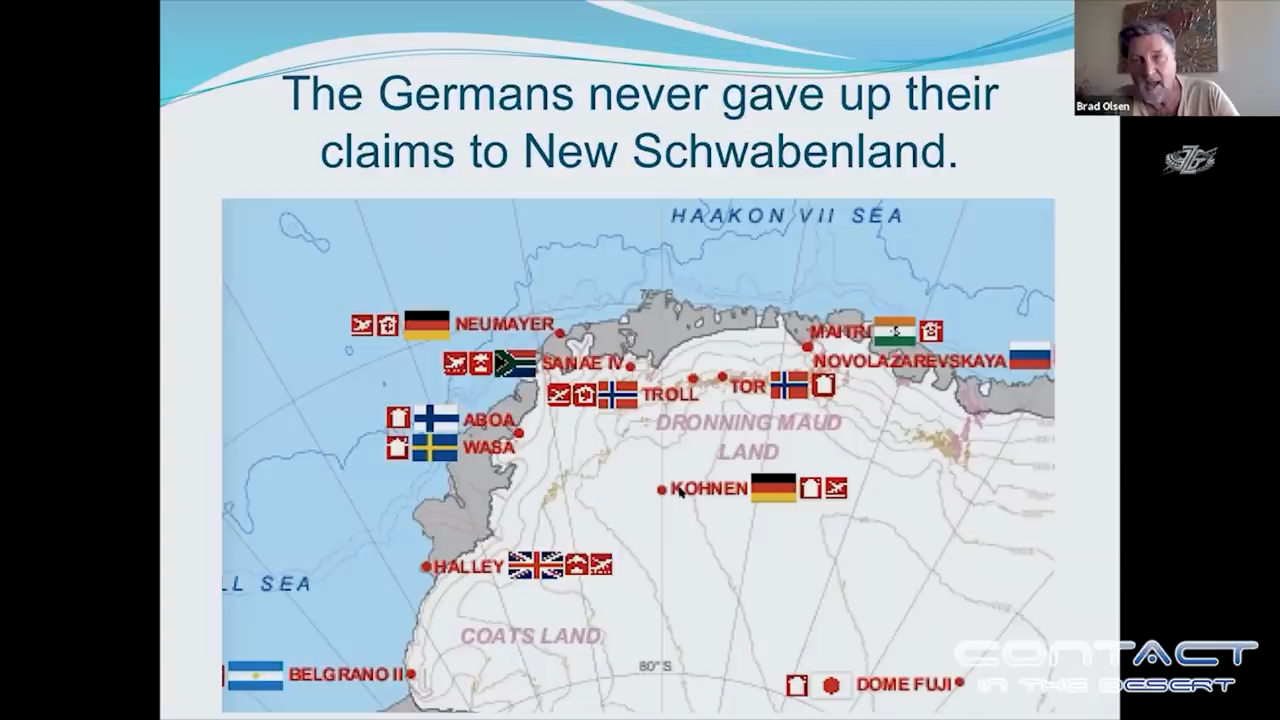 The Germans never gave up their
claims to New Schwabenland.
Brad Olsen
HAAKON VII SEA
NEUMAYER
MAITRI
SANAE IV
NOVOLAZAREVSKAYA
TROLL
TOR
ABOA
DRONNING MAUD
LAND
WASA
KOHNEN
HALLEY
LL SEA
COATS LAND
80° S
BELGRANO II
DOME FUJI
CONTACT
IN THE DESERT